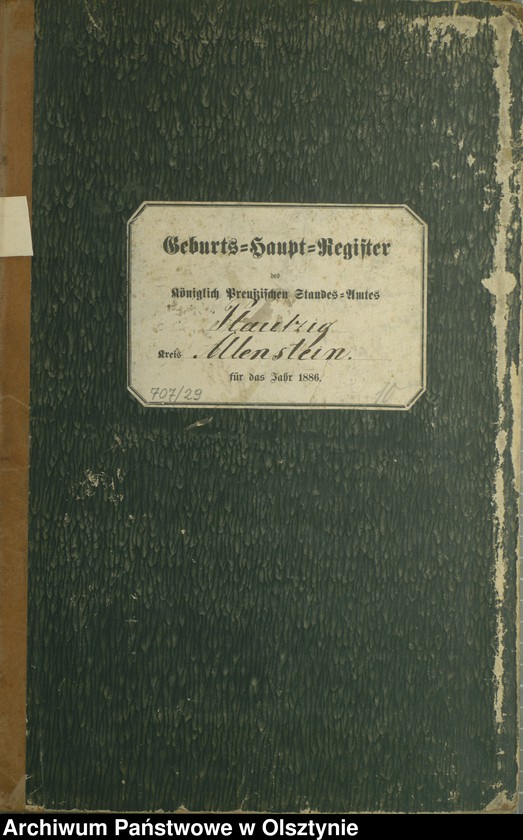 Geburts-Haupt-Register
des
Königlich Preußischen Standes-Amtes
Klautzig
Kreis Allenstein.
für das Jahr 1886.
707/29
10
Archiwum Państwowe w Olsztynie